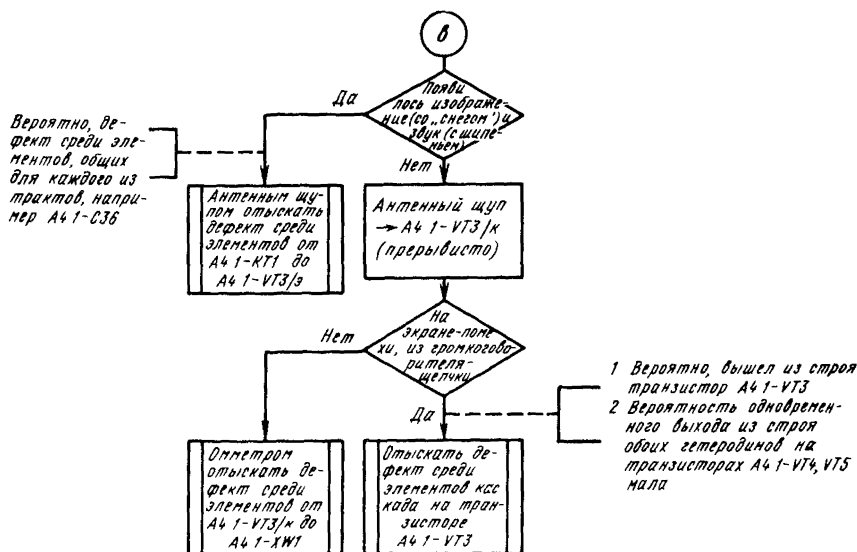 в
Появи
лось изображе-
ние (со „снегом") и
звук (с шипе-
ньем)
Да
Нет
Вероятно, де-
фект среди эле-
ментов, общих
для каждого из
трактов, напри-
мер А4 1-С36
Антенным щу-
пом отыскать
дефект среди
элементов от
А4 1-КТ1 до
А4 1-VT3/э
Антенный щуп
→ А4 1-VT3/к
(прерывисто)
На
экране-поме
хи, из громкогово-
рителя-
щелчки
Нет
Да
1 Вероятно, вышел из строя
транзистор А4 1-VT3
2 Вероятность одновремен-
ного выхода из строя
обоих гетеродинов на
транзисторах А4 1-VT4, VT5
мала
Омметром
отыскать де-
фект среди
элементов от
А4 1-VT3/к до
А4 1-XW1
Отыскать де-
фект среди
элементов кас
када на тран-
зисторе
А4 1-VT3